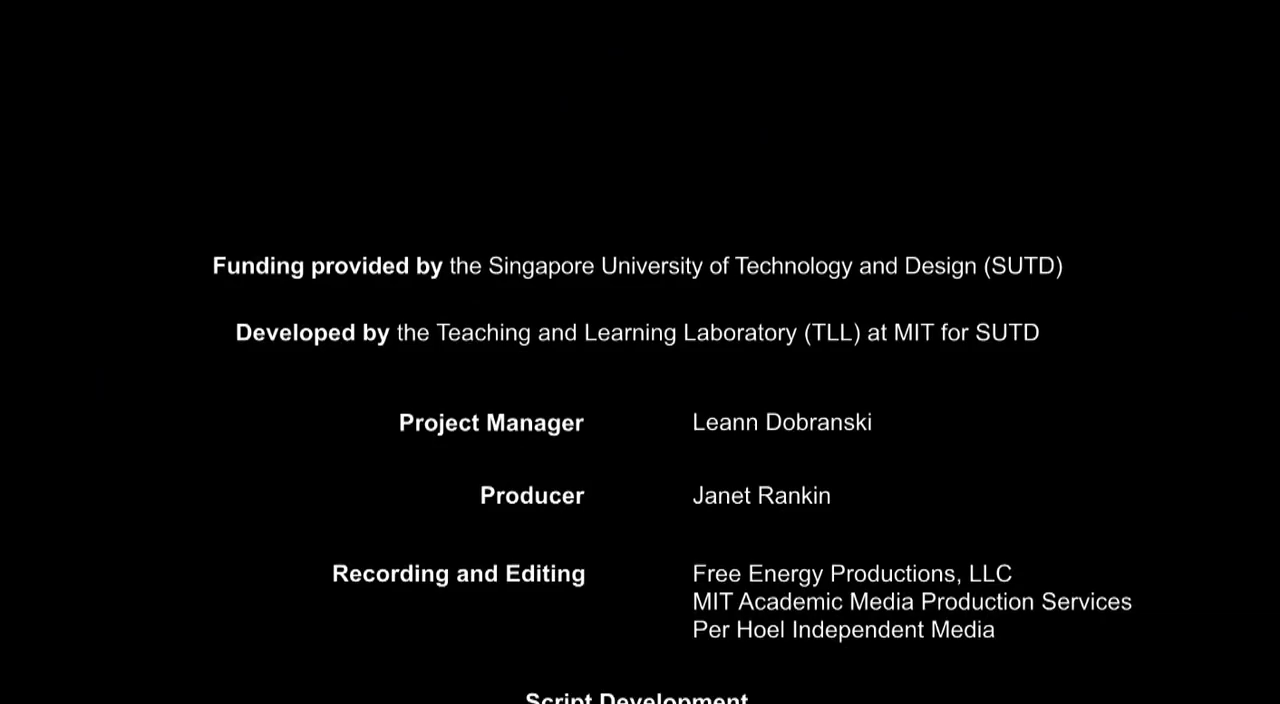 Funding provided by the Singapore University of Technology and Design (SUTD)
Developed by the Teaching and Learning Laboratory (TLL) at MIT for SUTD
Project Manager Leann Dobranski
Producer Janet Rankin
Recording and Editing Free Energy Productions, LLC
MIT Academic Media Production Services
Per Hoel Independent Media
Script Development